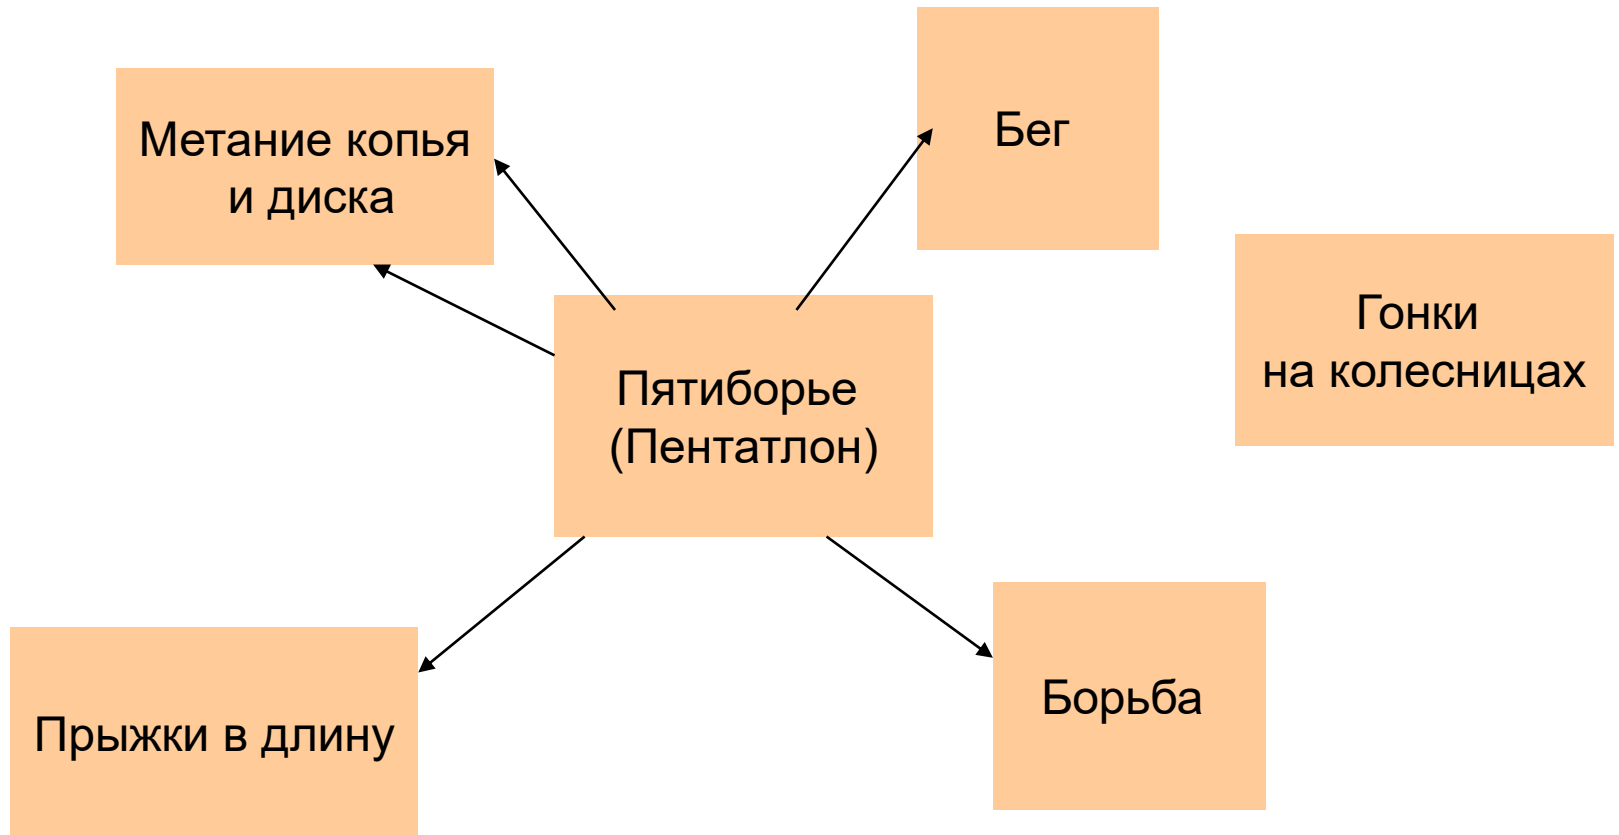 Метание копья
и диска
Бег
Гонки
на колесницах
Пятиборье
(Пентатлон)
Прыжки в длину
Борьба